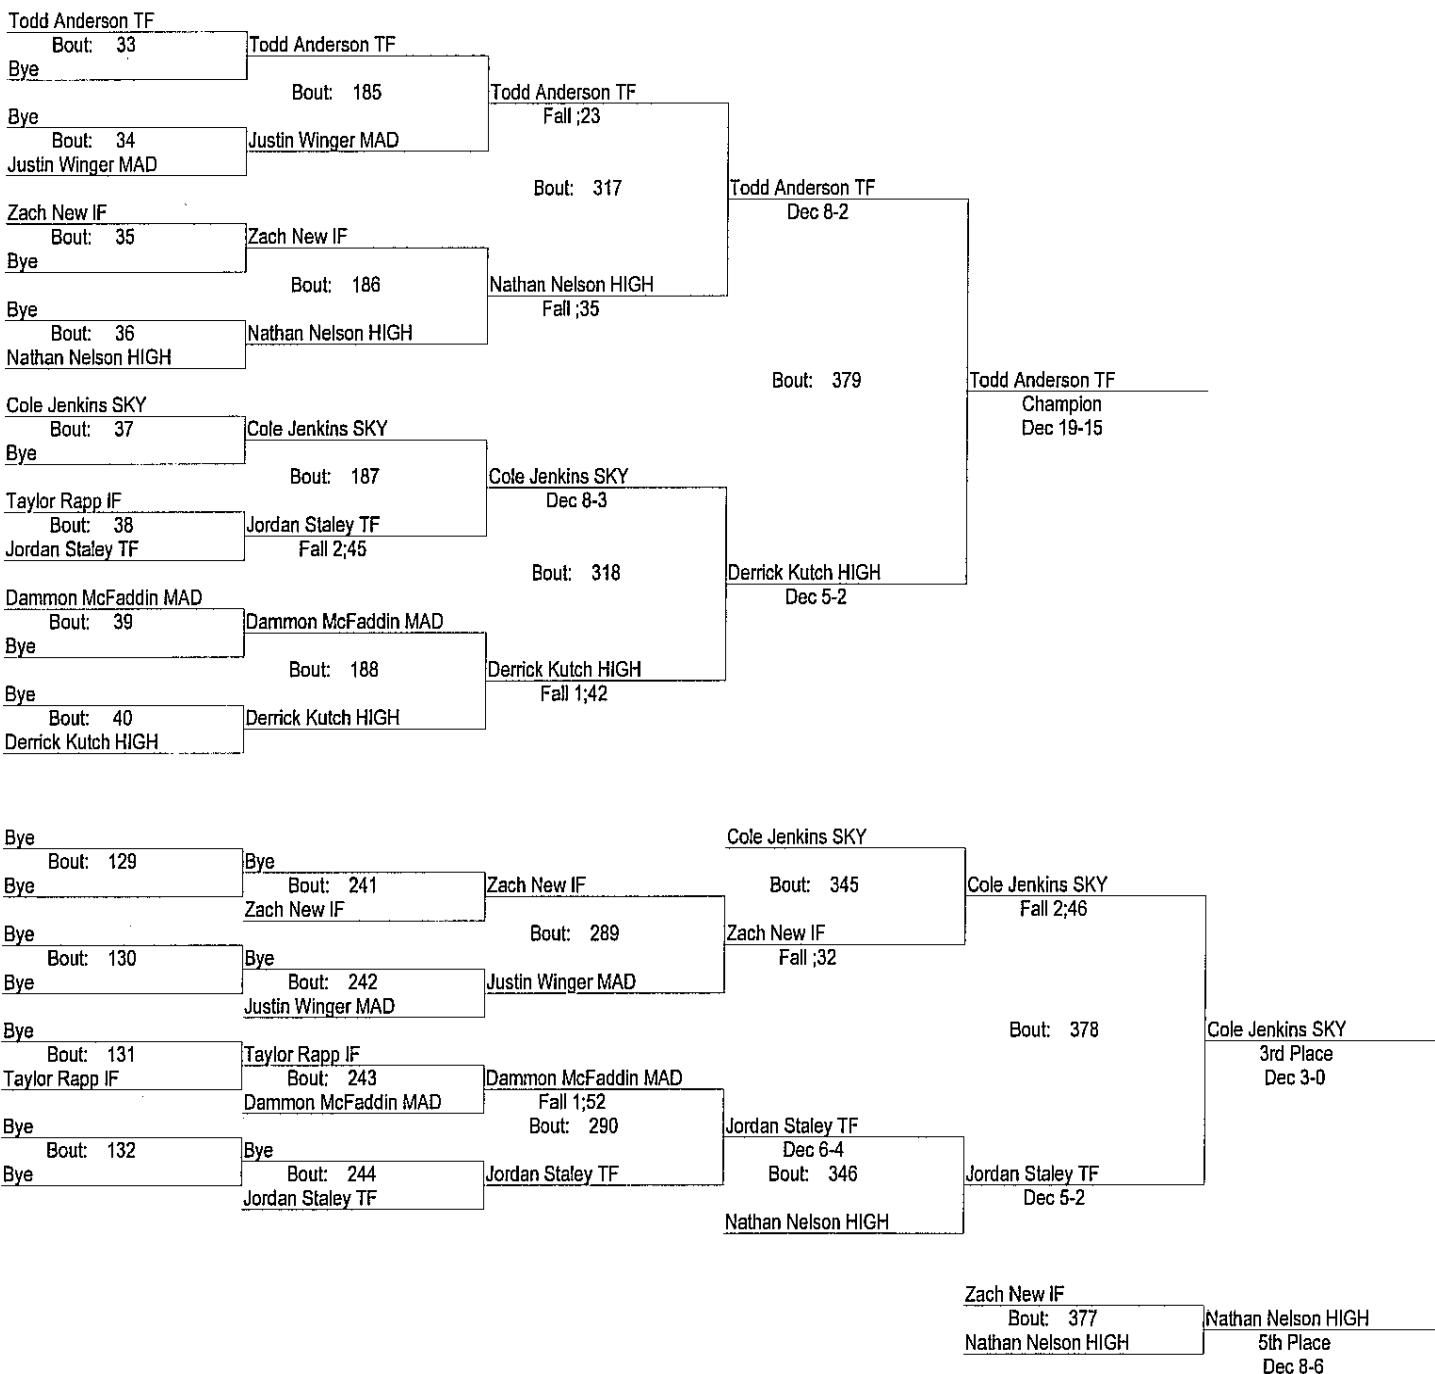 Todd Anderson TF
Bout: 33
Bye
Todd Anderson TF
Bout: 185
Todd Anderson TF
Fall ;23
Bye
Bout: 34
Justin Winger MAD
Justin Winger MAD
Bout: 317
Todd Anderson TF
Dec 8-2
Zach New IF
Bout: 35
Bye
Zach New IF
Bout: 186
Nathan Nelson HIGH
Fall ;35
Bye
Bout: 36
Nathan Nelson HIGH
Nathan Nelson HIGH
Bout: 379
Todd Anderson TF
Champion
Dec 19-15
Cole Jenkins SKY
Bout: 37
Bye
Cole Jenkins SKY
Bout: 187
Cole Jenkins SKY
Dec 8-3
Taylor Rapp IF
Bout: 38
Jordan Staley TF
Jordan Staley TF
Fall 2;45
Bout: 318
Derrick Kutch HIGH
Dec 5-2
Dammon McFaddin MAD
Bout: 39
Bye
Dammon McFaddin MAD
Bout: 188
Derrick Kutch HIGH
Fall 1;42
Bye
Bout: 40
Derrick Kutch HIGH
Derrick Kutch HIGH
Bye
Bout: 129
Bye
Bye
Bout: 241
Zach New IF
Zach New IF
Cole Jenkins SKY
Bout: 345
Cole Jenkins SKY
Fall 2;46
Bye
Bout: 130
Bye
Bye
Bout: 242
Justin Winger MAD
Bout: 289
Justin Winger MAD
Zach New IF
Fall ;32
Bye
Bout: 131
Taylor Rapp IF
Taylor Rapp IF
Bout: 243
Dammon McFaddin MAD
Dammon McFaddin MAD
Fall 1;52
Bout: 290
Bout: 378
Cole Jenkins SKY
3rd Place
Dec 3-0
Bye
Bout: 132
Bye
Bye
Bout: 244
Jordan Staley TF
Jordan Staley TF
Jordan Staley TF
Dec 6-4
Bout: 346
Nathan Nelson HIGH
Jordan Staley TF
Dec 5-2
Zach New IF
Bout: 377
Nathan Nelson HIGH
Nathan Nelson HIGH
5th Place
Dec 8-6